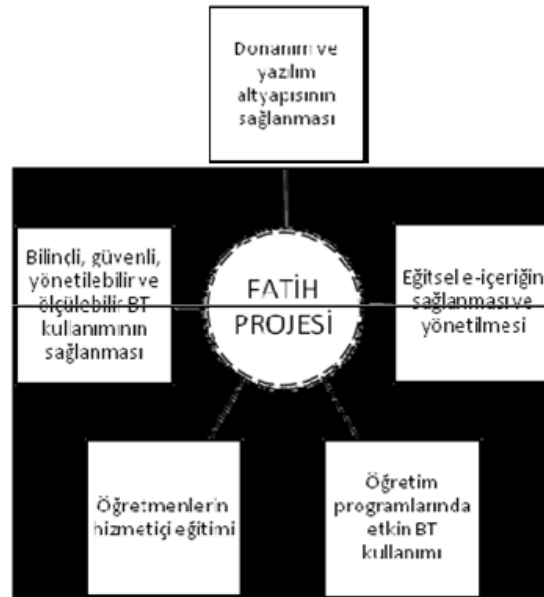 Donanım ve
yazılım
altyapısının
sağlanması
Bilinçli, güvenli,
yönetilebilir ve
ölçülebilir BT
kullanımının
sağlanması
FATİH
PROJESİ
Eğitsel e-içeriğin
sağlanması ve
yönetilmesi
Öğretmenlerin
hizmetiçi eğitimi
Öğretim
programlarında
etkin BT
kullanımı